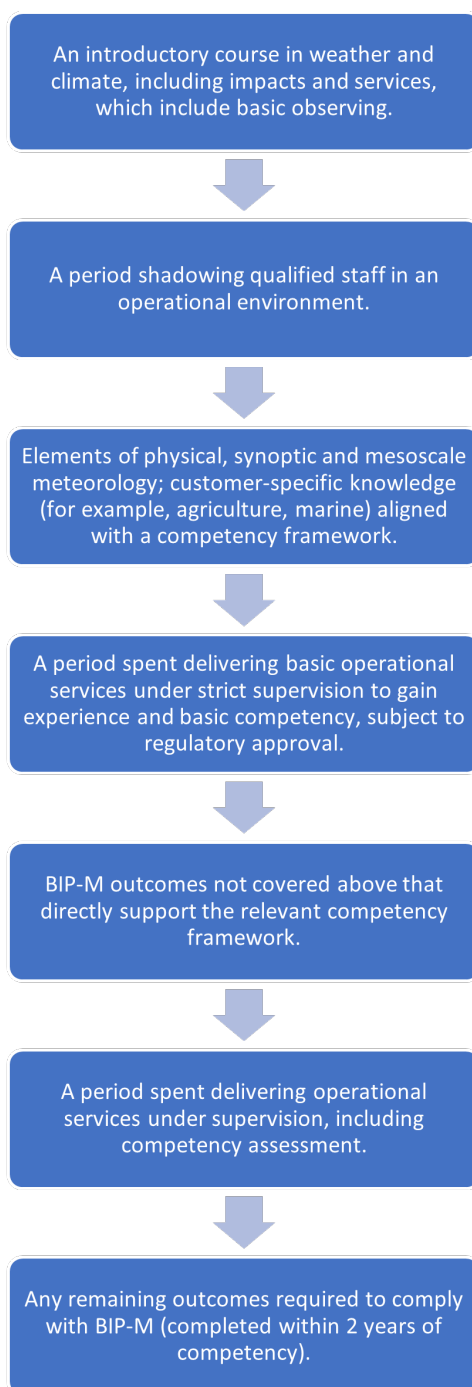 An introductory course in weather and
climate, including impacts and services,
which include basic observing.
A period shadowing qualified staff in an
operational environment.
Elements of physical, synoptic and mesoscale
meteorology; customer-specific knowledge
(for example, agriculture, marine) aligned
with a competency framework.
A period spent delivering basic operational
services under strict supervision to gain
experience and basic competency, subject to
regulatory approval.
BIP-M outcomes not covered above that
directly support the relevant competency
framework.
A period spent delivering operational
services under supervision, including
competency assessment.
Any remaining outcomes required to comply
with BIP-M (completed within 2 years of
competency).